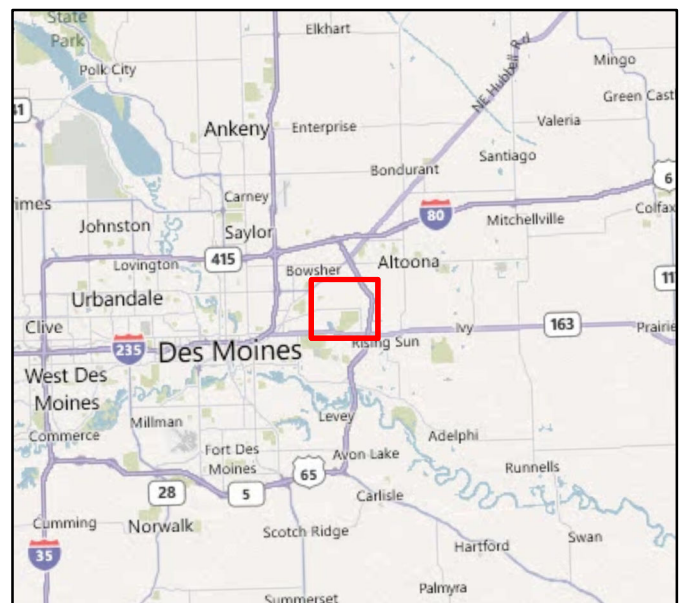 State
Park
Elkhart
Polk City
Mingo
NE Hubbell Rd
Green Cast
Valeria
Ankeny
Enterprise
Santiago
Bondurant
6
Carney
80
Colfax
imes
Johnston
Saylor
Mitchellville
415
Lovington
Bowsher
Altoona
Urbandale
Clive
Ivy
163
Prairie
235
Des Moines
Rising Sun
West Des
Moines
Millman
Levey
Commerce
Adelphi
Fort Des
Moines
Avon Lake
Runnells
65
28
5
Carlisle
Cumming
Norwalk
Scotch Ridge
Swan
Hartford
35
Palmyra
Summerset